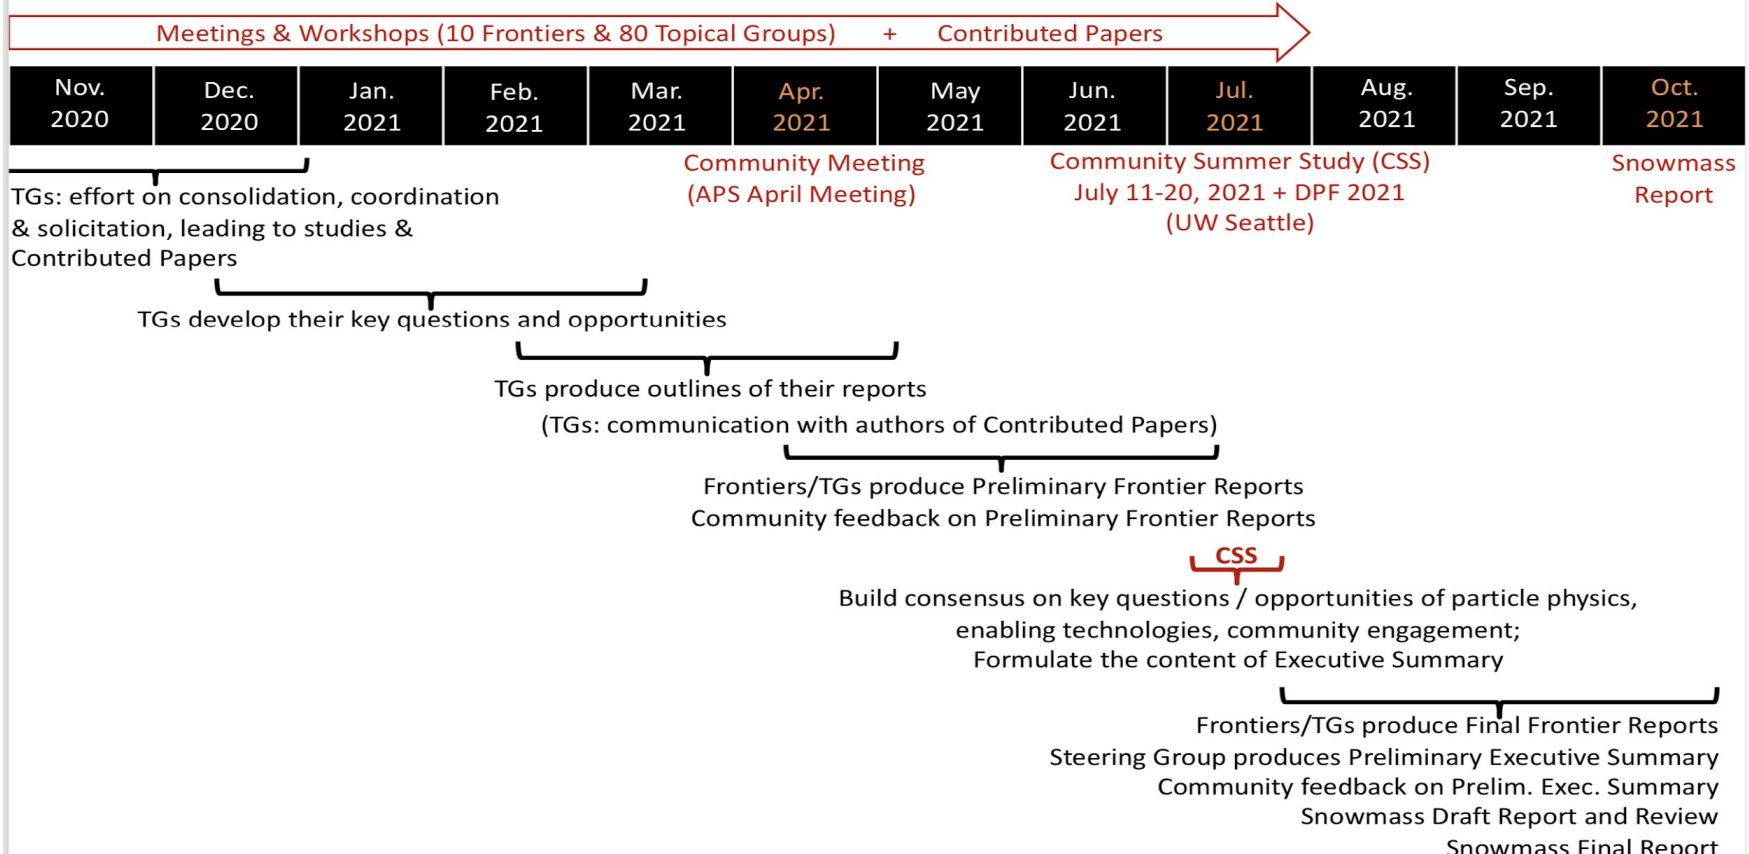 Meetings & Workshops (10 Frontiers & 80 Topical Groups) + Contributed Papers
Nov. 2020
Dec. 2020
Jan. 2021
Feb. 2021
Mar. 2021
Apr. 2021
May 2021
Jun. 2021
Jul. 2021
Aug. 2021
Sep. 2021
Oct. 2021
Community Meeting
(APS April Meeting)
Community Summer Study (CSS)
July 11-20, 2021 + DPF 2021
(UW Seattle)
Snowmass
Report
TGs: effort on consolidation, coordination
& solicitation, leading to studies &
Contributed Papers
TGs develop their key questions and opportunities
TGs produce outlines of their reports
(TGs: communication with authors of Contributed Papers)
Frontiers/TGs produce Preliminary Frontier Reports
Community feedback on Preliminary Frontier Reports
CSS
Build consensus on key questions / opportunities of particle physics,
enabling technologies, community engagement;
Formulate the content of Executive Summary
Frontiers/TGs produce Final Frontier Reports
Steering Group produces Preliminary Executive Summary
Community feedback on Prelim. Exec. Summary
Snowmass Draft Report and Review
Snowmass Final Report